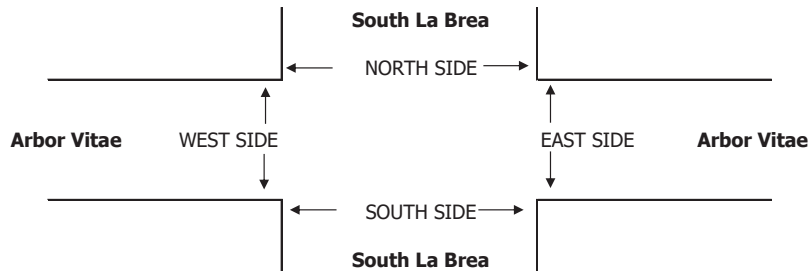 South La Brea
NORTH SIDE
Arbor Vitae WEST SIDE EAST SIDE Arbor Vitae
SOUTH SIDE
South La Brea